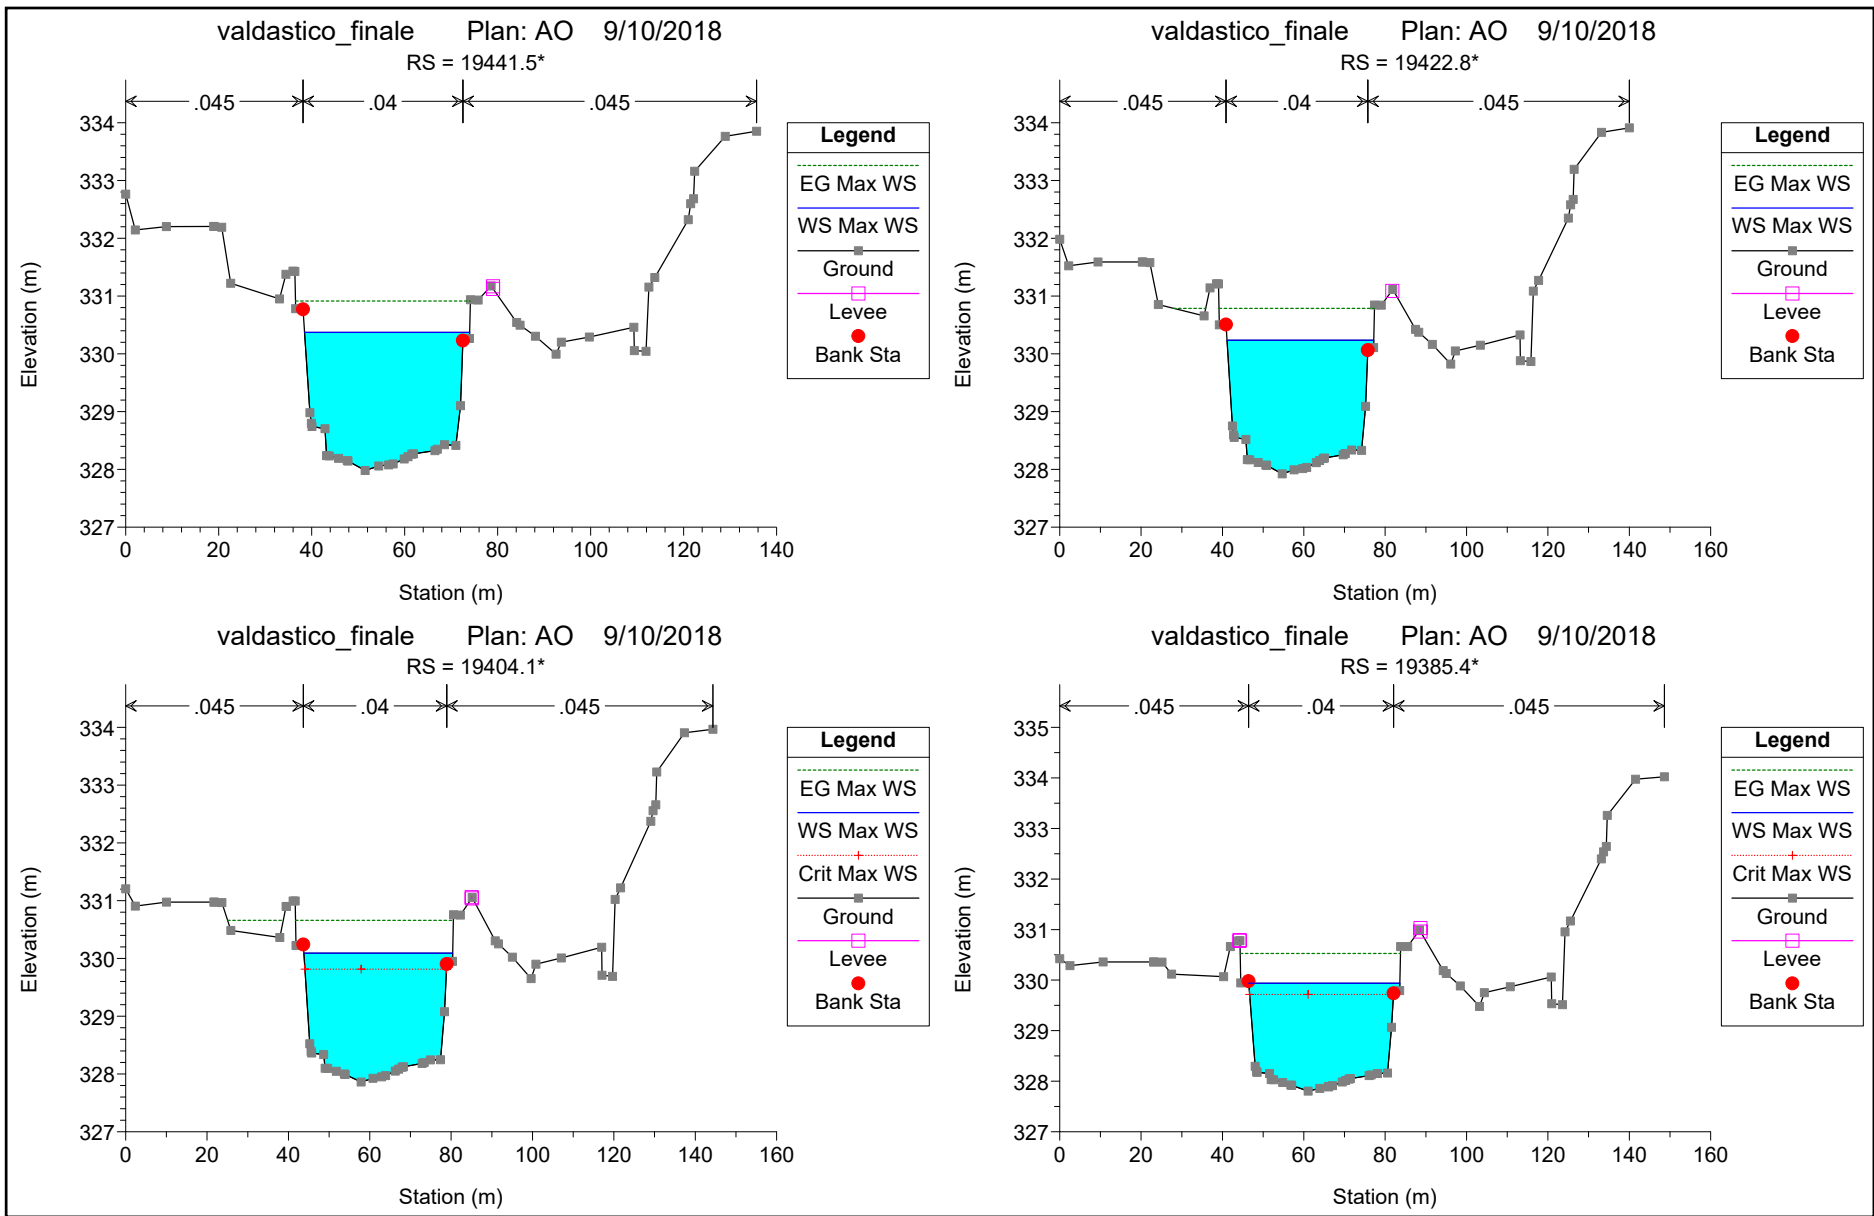 valdastico_finale Plan: AO 9/10/2018
RS = 19441.5*
.045 .04 .045
334
333
332
331
330
329
328
327
0 20 40 60 80 100 120 140
Elevation (m)
Station (m)
Legend
EG Max WS
WS Max WS
Ground
Levee
Bank Sta
valdastico_finale Plan: AO 9/10/2018
RS = 19422.8*
.045 .04 .045
334
333
332
331
330
329
328
327
0 20 40 60 80 100 120 140 160
Elevation (m)
Station (m)
Legend
EG Max WS
WS Max WS
Ground
Levee
Bank Sta
valdastico_finale Plan: AO 9/10/2018
RS = 19404.1*
.045 .04 .045
334
333
332
331
330
329
328
327
0 20 40 60 80 100 120 140 160
Elevation (m)
Station (m)
Legend
EG Max WS
WS Max WS
Crit Max WS
Ground
Levee
Bank Sta
valdastico_finale Plan: AO 9/10/2018
RS = 19385.4*
.045 .04 .045
335
334
333
332
331
330
329
328
327
0 20 40 60 80 100 120 140 160
Elevation (m)
Station (m)
Legend
EG Max WS
WS Max WS
Crit Max WS
Ground
Levee
Bank Sta